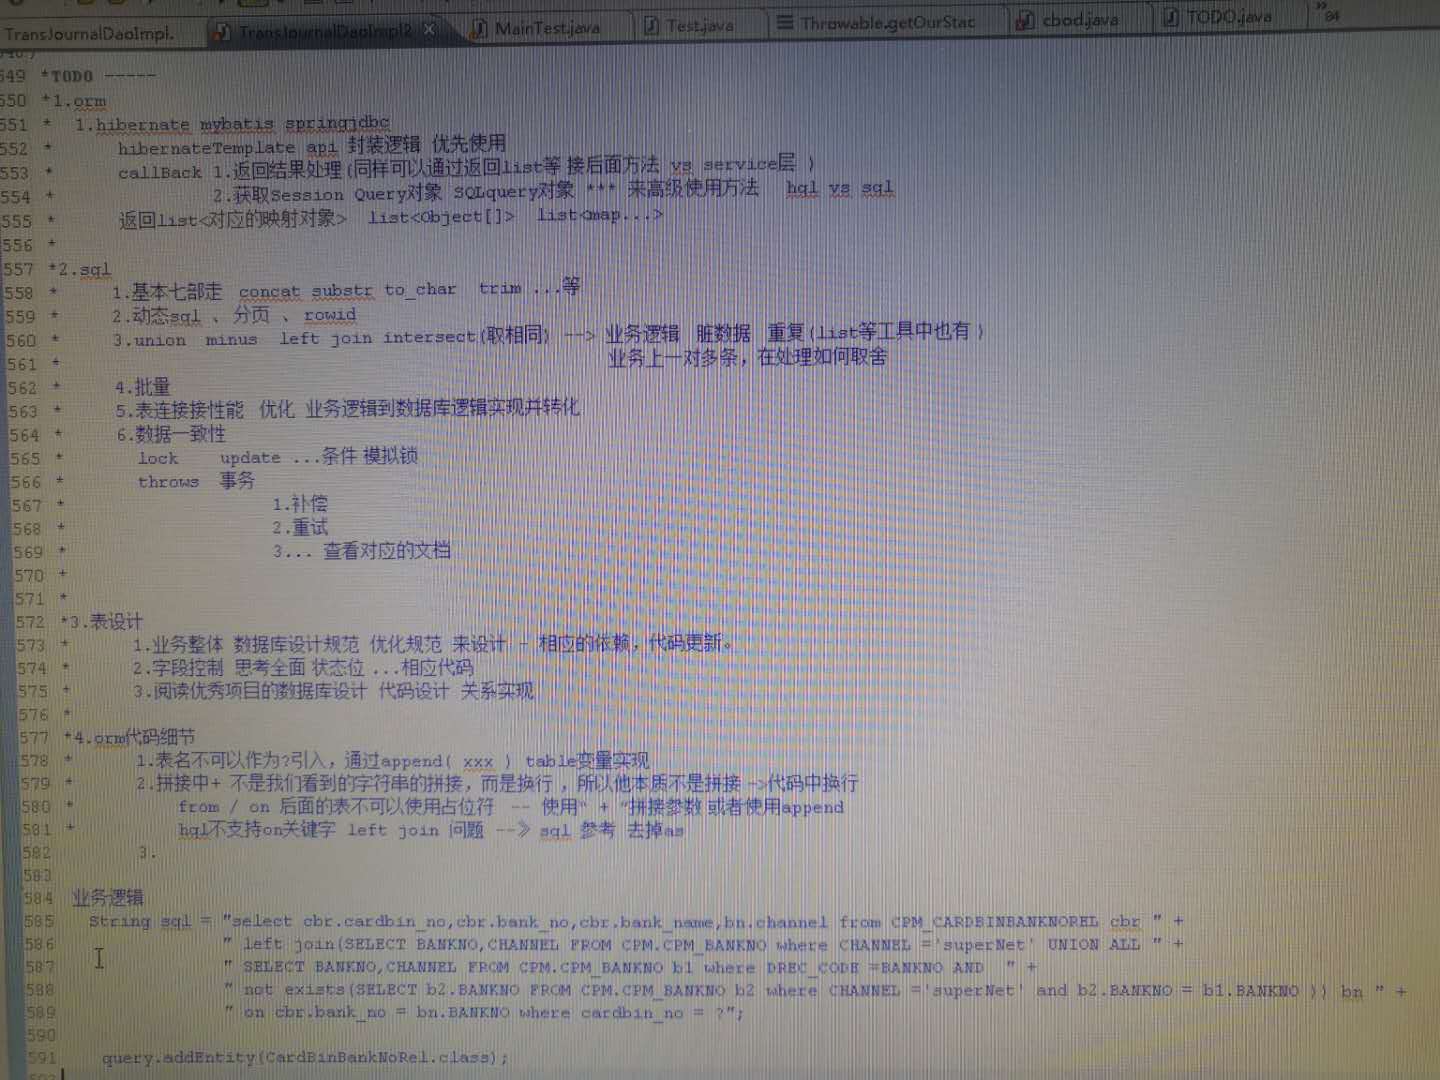 TransJournalDaoImpl. TransJournalDaoImpl2 MainTest.java Test.java Throwable.getOurStac cbod.java TODO.java » 84
549 *TODO -----
550 *1.orm
551 * 1.hibernate mybatis springjdbc
552 * hibernateTemplate api 封装逻辑 优先使用
553 * callBack 1.返回结果处理(同样可以通过返回list等 接后面方法 vs service层 )
554 * 2.获取Session Query对象 SQLquery对象 *** 来高级使用方法 hql vs sql
555 * 返回list<对应的映射对象> list<Object[]> list<map...>
556 *
557 *2.sql
558 * 1.基本七部走 concat substr to_char trim ...等
559 * 2.动态sql 、 分页 、 rowid
560 * 3.union minus left join intersect(取相同) --> 业务逻辑 脏数据 重复(list等工具中也有 )
561 * 业务上一对多条，在处理如何取舍
562 * 4.批量
563 * 5.表连接接性能 优化 业务逻辑到数据库逻辑实现并转化
564 * 6.数据一致性
565 * lock update ...条件 模拟锁
566 * throws 事务
567 * 1.补偿
568 * 2.重试
569 * 3... 查看对应的文档
570 *
571 *
572 *3.表设计
573 * 1.业务整体 数据库设计规范 优化规范 来设计 - 相应的依赖，代码更新。
574 * 2.字段控制 思考全面 状态位 ...相应代码
575 * 3.阅读优秀项目的数据库设计 代码设计 关系实现
576 *
577 *4.orm代码细节
578 * 1.表名不可以作为?引入，通过append( xxx ) table变量实现
579 * 2.拼接中+ 不是我们看到的字符串的拼接，而是换行 ，所以他本质不是拼接 ->代码中换行
580 * from / on 后面的表不可以使用占位符 -- 使用" + "拼接参数 或者使用append
581 * hql不支持on关键字 left join 问题 --》 sql 参考 去掉as
582 3.
583
584 业务逻辑
585 String sql = "select cbr.cardbin_no,cbr.bank_no,cbr.bank_name,bn.channel from CPM_CARDBINBANKNOREL cbr " +
586 " left join(SELECT BANKNO,CHANNEL FROM CPM.CPM_BANKNO where CHANNEL ='superNet' UNION ALL " +
587 " SELECT BANKNO,CHANNEL FROM CPM.CPM_BANKNO b1 where DREC_CODE =BANKNO AND " +
588 " not exists(SELECT b2.BANKNO FROM CPM.CPM_BANKNO b2 where CHANNEL ='superNet' and b2.BANKNO = b1.BANKNO )) bn " +
589 " on cbr.bank_no = bn.BANKNO where cardbin_no = ?";
590
591 query.addEntity(CardBinBankNoRel.class);